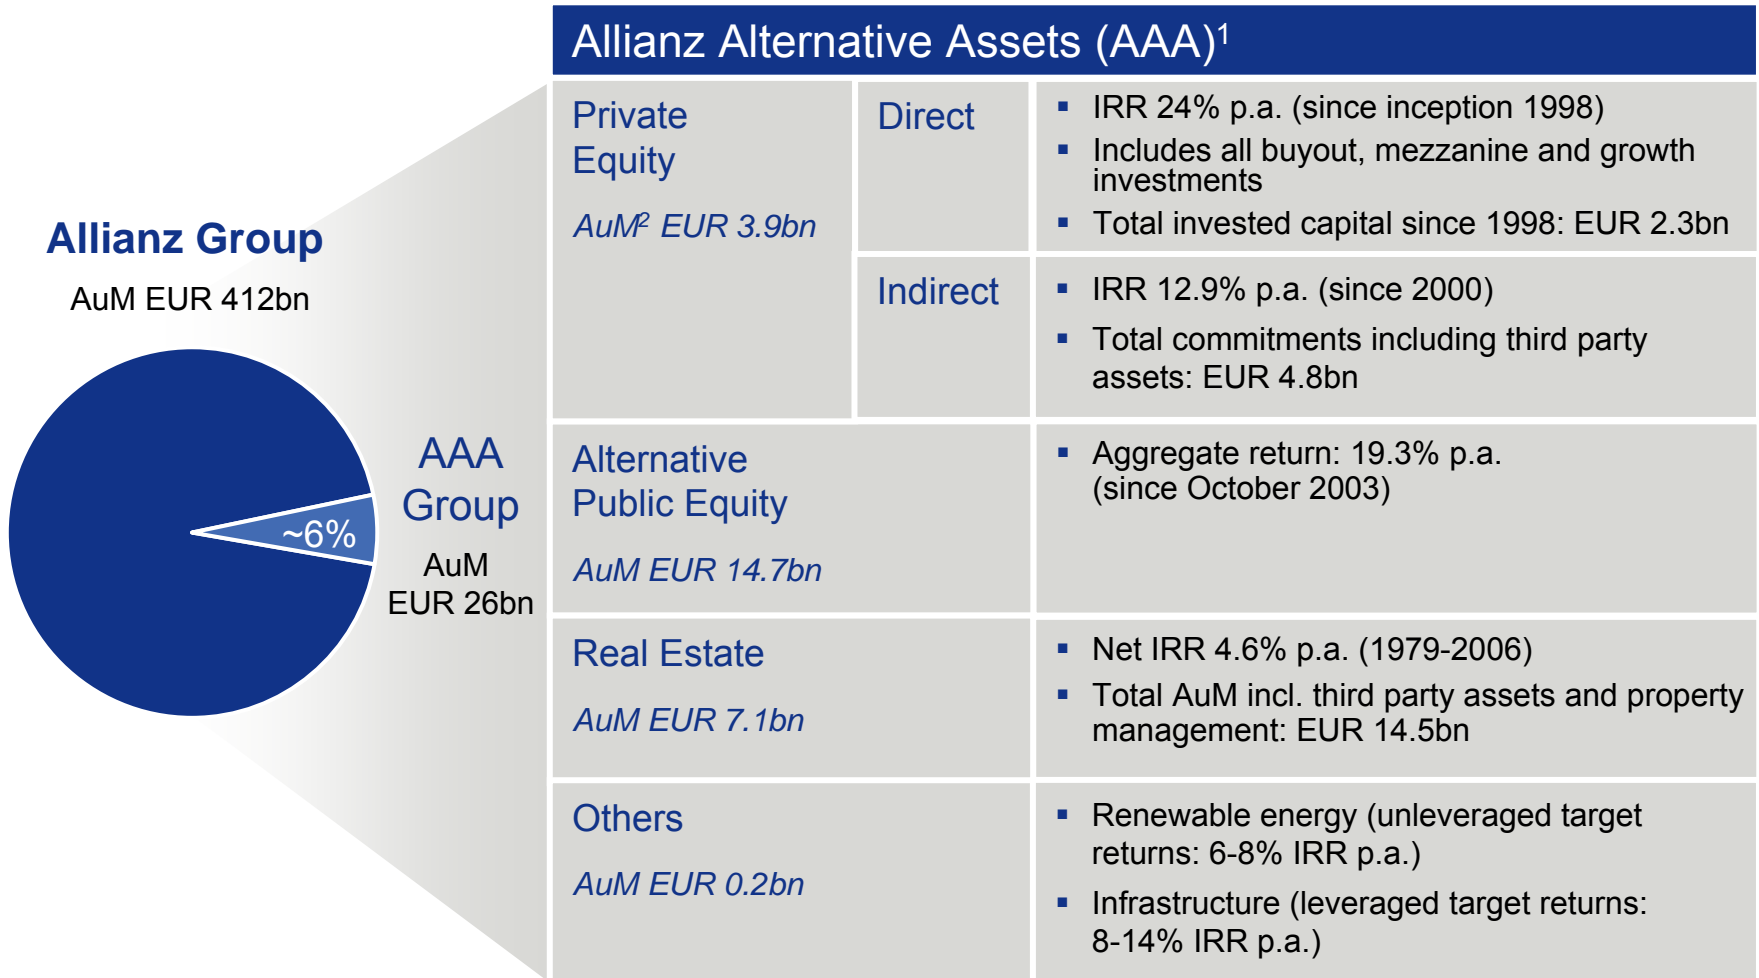 Allianz Alternative Assets (AAA)¹
Allianz Group
AuM EUR 412bn
~6%
AAA
Group
AuM
EUR 26bn
Private
Equity
AuM² EUR 3.9bn
Direct
▪ IRR 24% p.a. (since inception 1998)
▪ Includes all buyout, mezzanine and growth
investments
▪ Total invested capital since 1998: EUR 2.3bn
Indirect
▪ IRR 12.9% p.a. (since 2000)
▪ Total commitments including third party
assets: EUR 4.8bn
Alternative
Public Equity
AuM EUR 14.7bn
▪ Aggregate return: 19.3% p.a.
(since October 2003)
Real Estate
AuM EUR 7.1bn
▪ Net IRR 4.6% p.a. (1979-2006)
▪ Total AuM incl. third party assets and property
management: EUR 14.5bn
Others
AuM EUR 0.2bn
▪ Renewable energy (unleveraged target
returns: 6-8% IRR p.a.)
▪ Infrastructure (leveraged target returns:
8-14% IRR p.a.)